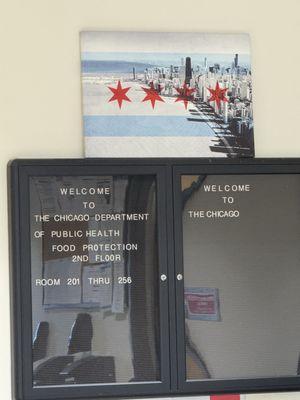 WELCOME
TO
THE CHICAGO DEPARTMENT
OF PUBLIC HEALTH
FOOD PROTECTION
2ND FLOOR
ROOM 201 THRU 256
WELCOME
TO
THE CHICAGO